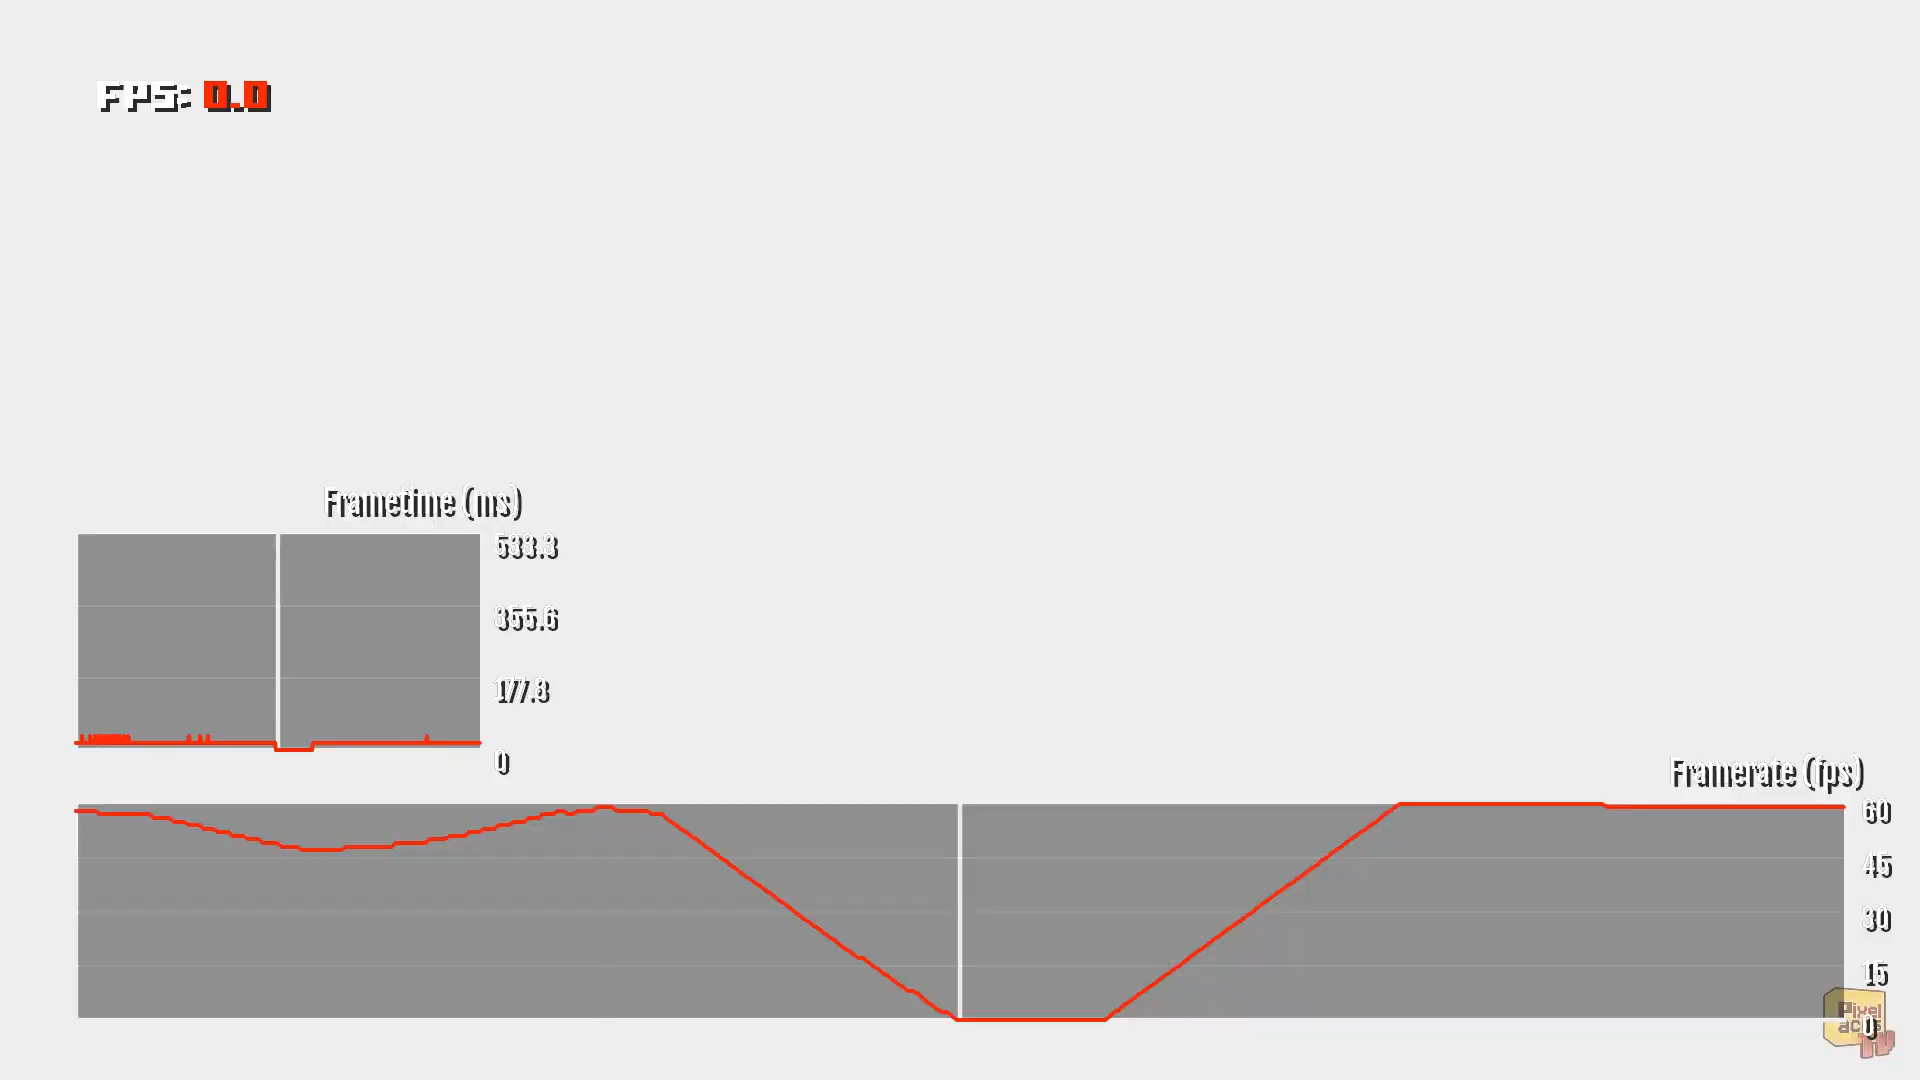 FPS: 0.0
Frametime (ms)
533.3
355.6
177.8
0
Framerate (fps)
60
45
30
15
0
Pixel
TV